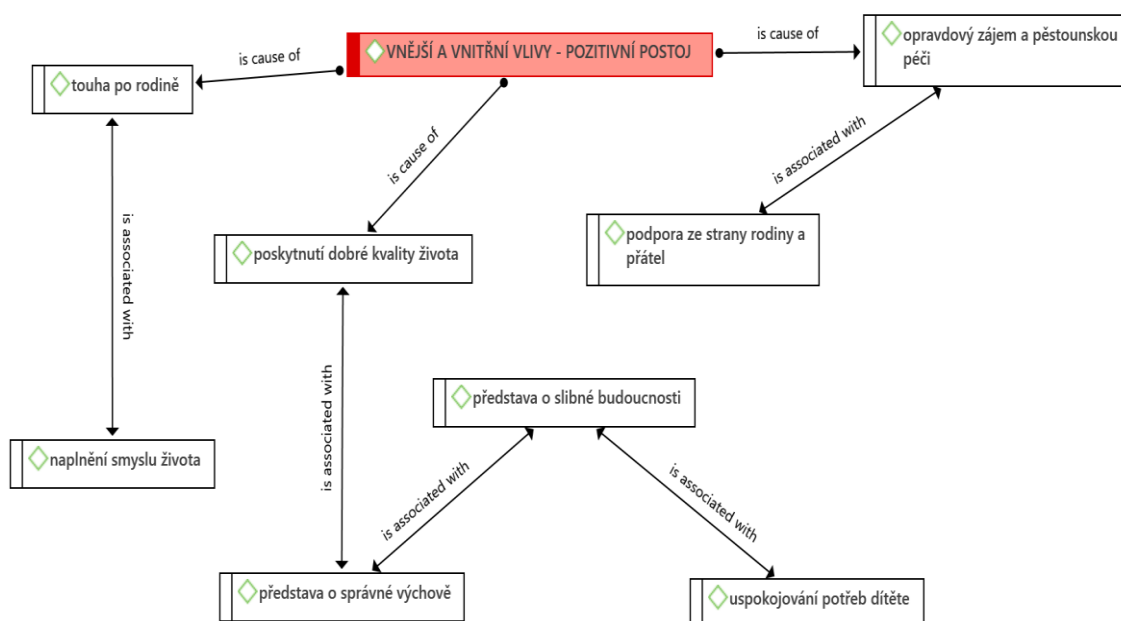 is cause of
VNĚJŠÍ A VNITŘNÍ VLIVY - POZITIVNÍ POSTOJ
is cause of
opravdový zájem a pěstounskou
péči
touha po rodině
is cause of
is associated with
is associated with
poskytnutí dobré kvality života
podpora ze strany rodiny a
přátel
is associated with
představa o slibné budoucnosti
naplnění smyslu života
is associated with
is associated with
představa o správné výchově
uspokojování potřeb dítěte